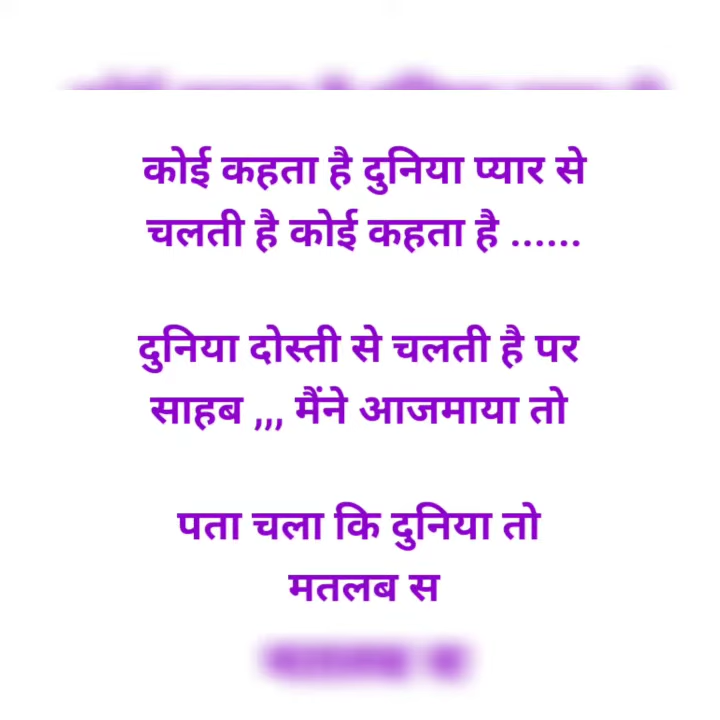 कोई कहता है दुनिया प्यार से
चलती है कोई कहता है ......
दुनिया दोस्ती से चलती है पर
साहब ,,, मैंने आजमाया तो
पता चला कि दुनिया तो
मतलब स